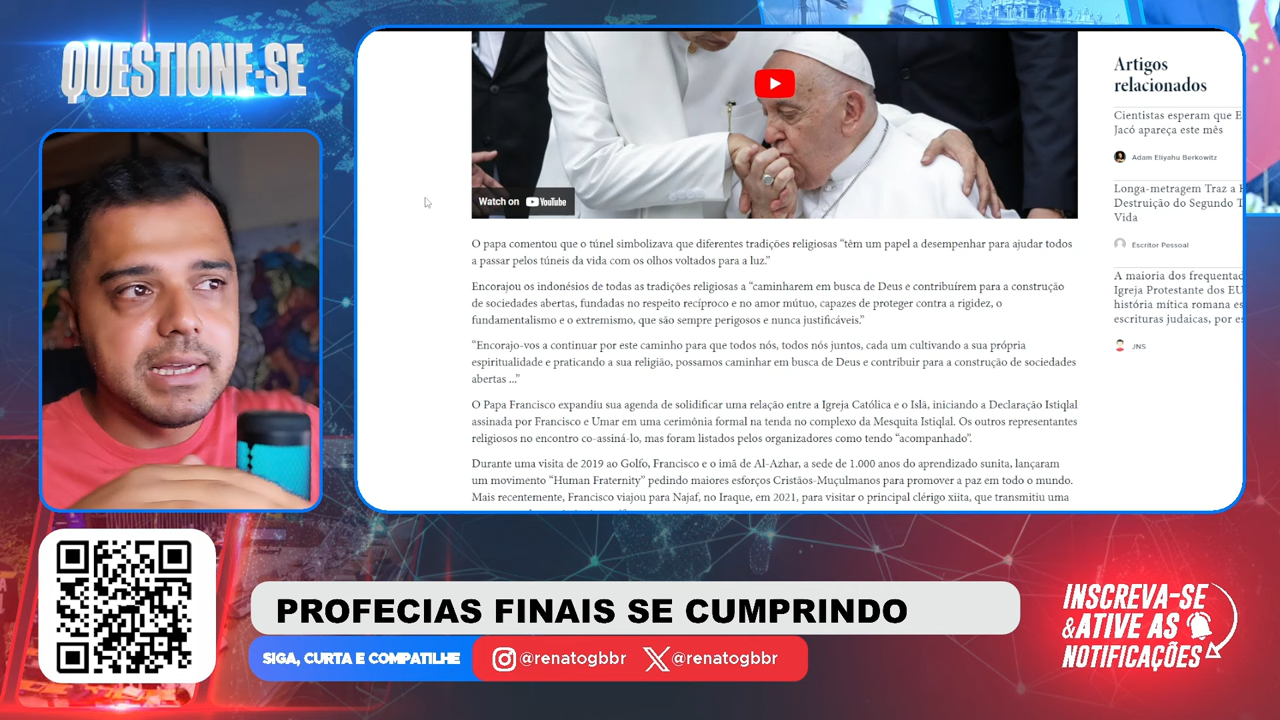 QUESTIONE-SE
Watch on YouTube
O papa comentou que o túnel simbolizava que diferentes tradições religiosas “têm um papel a desempenhar para ajudar todos
a passar pelos túneis da vida com os olhos voltados para a luz.”
Encorajou os indonésios de todas as tradições religiosas a “caminharem em busca de Deus e contribuírem para a construção
de sociedades abertas, fundadas no respeito recíproco e no amor mútuo, capazes de proteger contra a rigidez, o
fundamentalismo e o extremismo, que são sempre perigosos e nunca justificáveis.”
“Encorajo-vos a continuar por este caminho para que todos nós, todos nós juntos, cada um cultivando a sua própria
espiritualidade e praticando a sua religião, possamos caminhar em busca de Deus e contribuir para a construção de sociedades
abertas ...”
O Papa Francisco expandiu sua agenda de solidificar uma relação entre a Igreja Católica e o Islã, iniciando a Declaração Istiqlal
assinada por Francisco e Umar em uma cerimônia formal na tenda no complexo da Mesquita Istiqlal. Os outros representantes
religiosos no encontro co-assiná-lo, mas foram listados pelos organizadores como tendo “acompanhado”.
Durante uma visita de 2019 ao Golfo, Francisco e o imã de Al-Azhar, a sede de 1.000 anos do aprendizado sunita, lançaram
um movimento “Human Fraternity” pedindo maiores esforços Cristãos-Muçulmanos para promover a paz em todo o mundo.
Mais recentemente, Francisco viajou para Najaf, no Iraque, em 2021, para visitar o principal clérigo xiita, que transmitiu uma
Artigos
relacionados
Cientistas esperam que E
Jacó apareça este mês
Adam Eliyahu Berkowitz
Longa-metragem Traz a
Destruição do Segundo T
Vida
Escritor Pessoal
A maioria dos frequentad
Igreja Protestante dos EU
história mítica romana es
escrituras judaicas, por es
JNS
PROFECIAS FINAIS SE CUMPRINDO
SIGA, CURTA E COMPATILHE
@renatogbbr
@renatogbbr
INSCREVA-SE
&ATIVE AS
NOTIFICAÇÕES